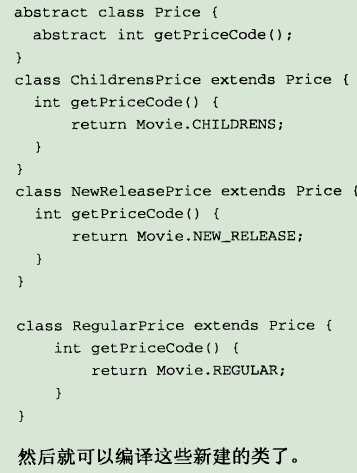 abstract class Price {
  abstract int getPriceCode();
}
class ChildrensPrice extends Price {
  int getPriceCode() {
      return Movie.CHILDRENS;
  }
}
class NewReleasePrice extends Price {
  int getPriceCode() {
      return Movie.NEW_RELEASE;
  }
}
class RegularPrice extends Price {
    int getPriceCode() {
        return Movie.REGULAR;
    }
}
然后就可以编译这些新建的类了。